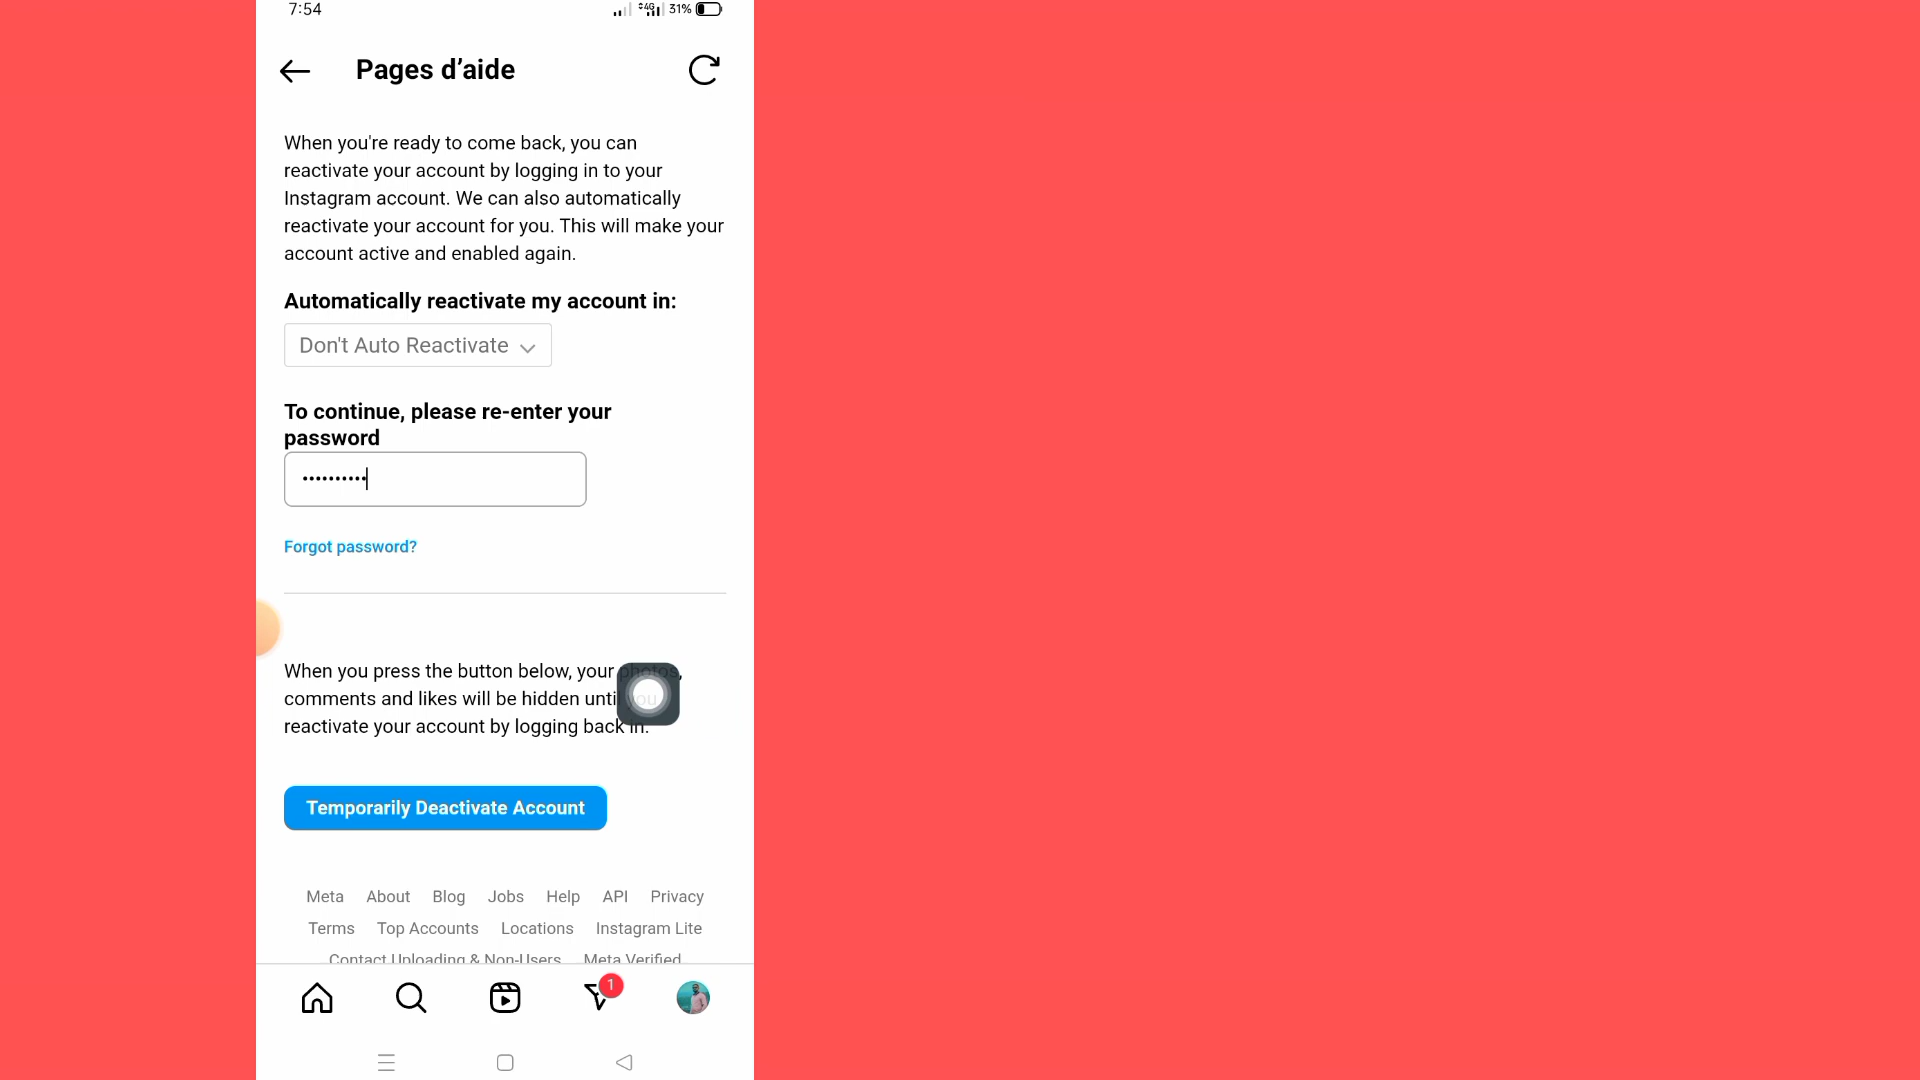 7:54
4G 31%
Pages d’aide
When you're ready to come back, you can
reactivate your account by logging in to your
Instagram account. We can also automatically
reactivate your account for you. This will make your
account active and enabled again.
Automatically reactivate my account in:
Don't Auto Reactivate
To continue, please re-enter your
password
••••••••••
Forgot password?
When you press the button below, your photos,
comments and likes will be hidden until you
reactivate your account by logging back in.
Temporarily Deactivate Account
Meta About Blog Jobs Help API Privacy
Terms Top Accounts Locations Instagram Lite
Contact Uploading & Non-Users Meta Verified
1